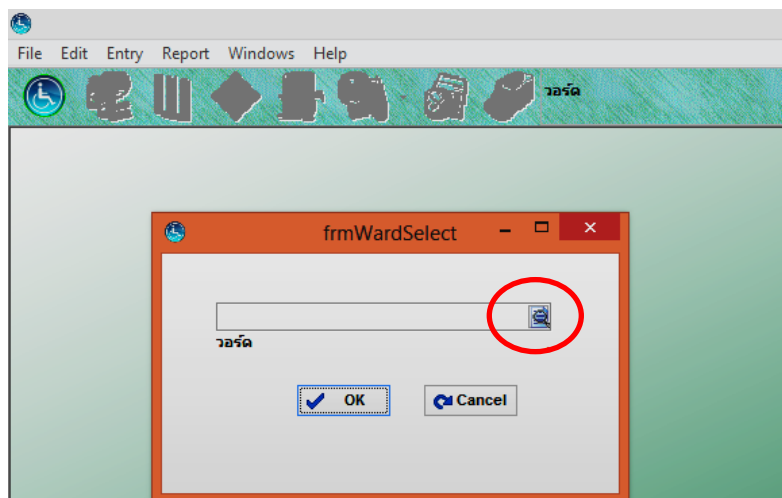 File Edit Entry Report Windows Help
วอร์ด
frmWardSelect
วอร์ด
OK Cancel